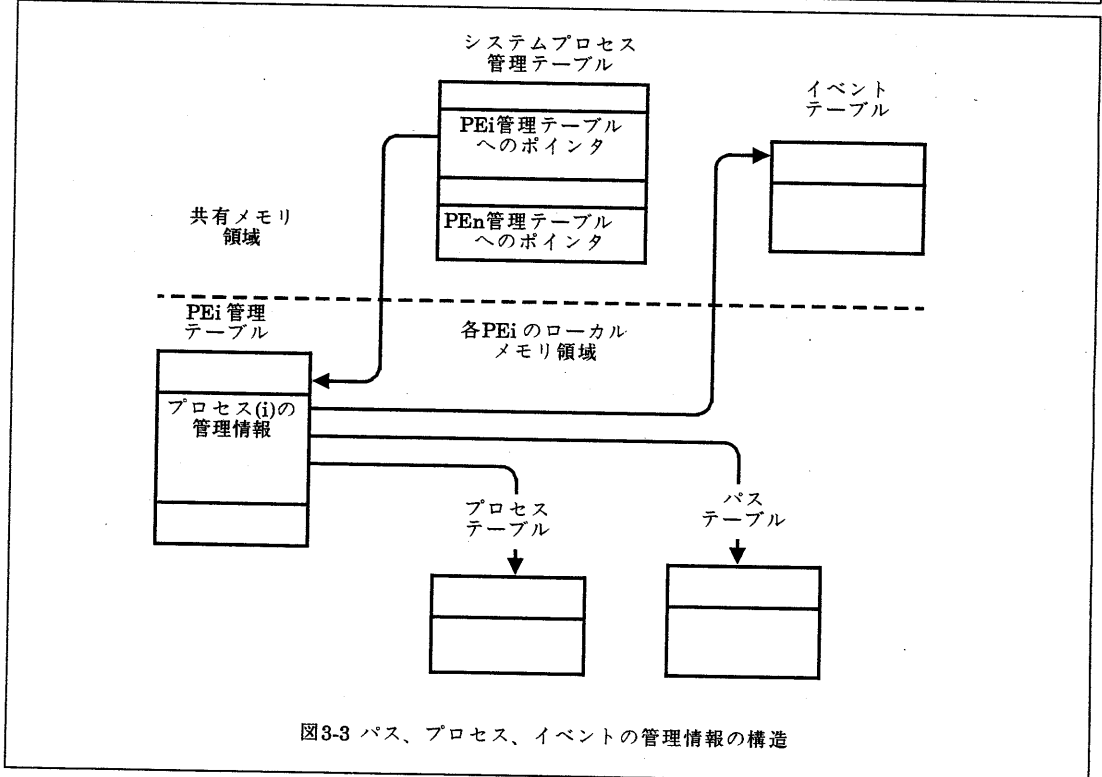 システムプロセス
管理テーブル
PEi管理テーブル
へのポインタ
PEn管理テーブル
へのポインタ
イベント
テーブル
共有メモリ
領域
PEi 管理
テーブル
各PEi のローカル
メモリ領域
プロセス(i)の
管理情報
プロセス
テーブル
パス
テーブル
図3-3 パス、プロセス、イベントの管理情報の構造